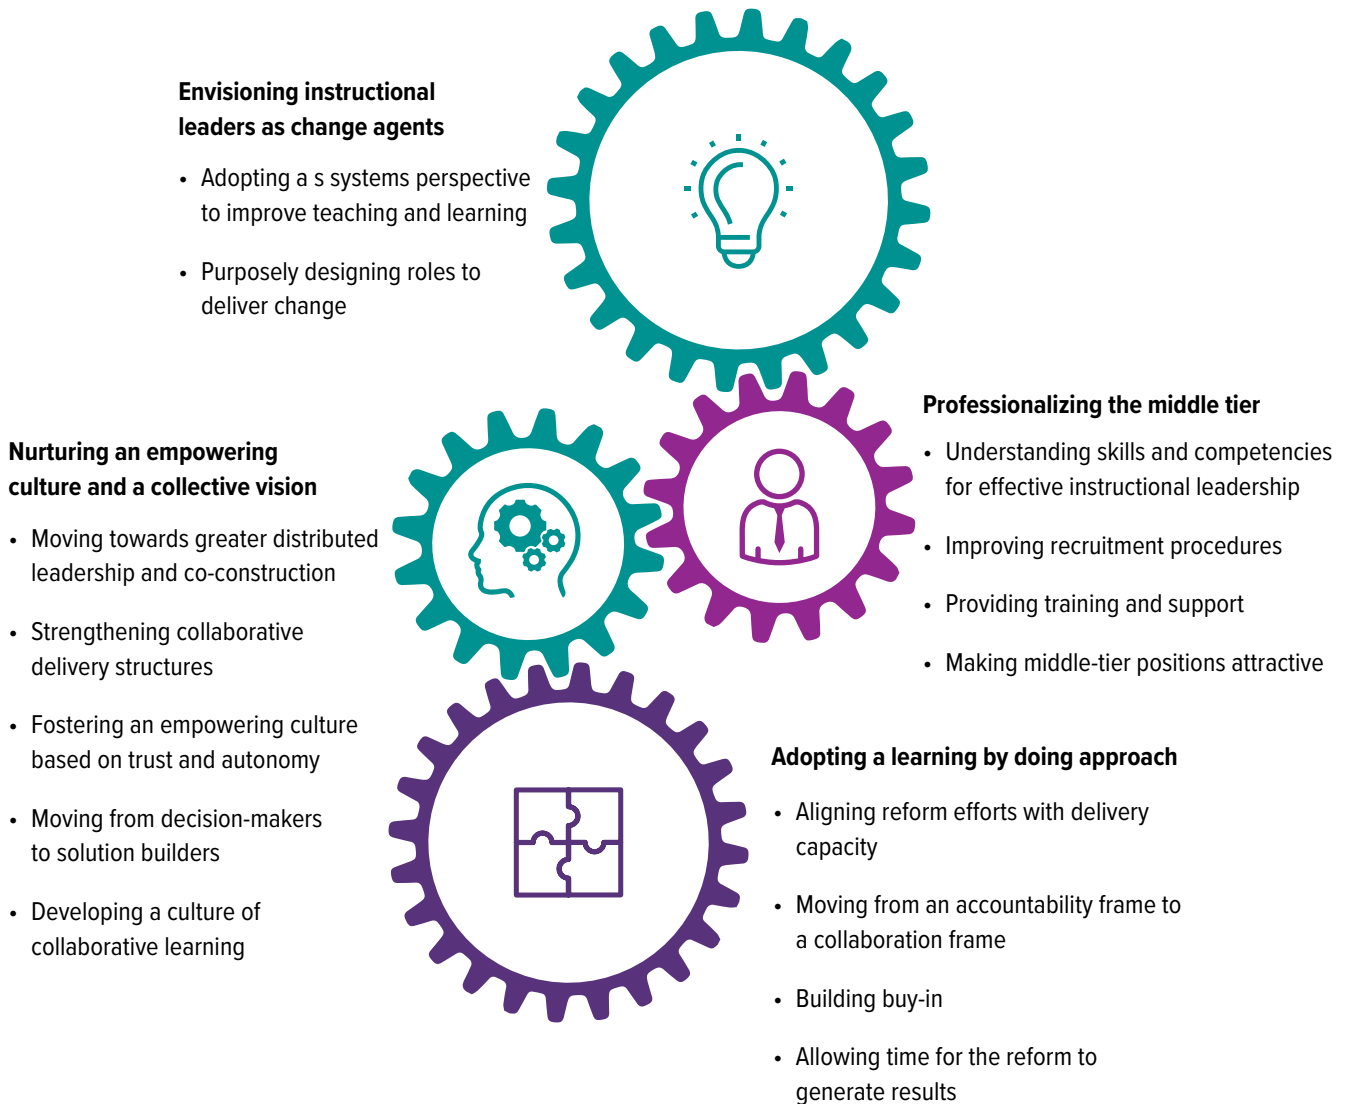 Envisioning instructional
leaders as change agents
• Adopting a s systems perspective
to improve teaching and learning
• Purposely designing roles to
deliver change
Professionalizing the middle tier
• Understanding skills and competencies
for effective instructional leadership
• Improving recruitment procedures
• Providing training and support
• Making middle-tier positions attractive
Nurturing an empowering
culture and a collective vision
• Moving towards greater distributed
leadership and co-construction
• Strengthening collaborative
delivery structures
• Fostering an empowering culture
based on trust and autonomy
• Moving from decision-makers
to solution builders
• Developing a culture of
collaborative learning
Adopting a learning by doing approach
• Aligning reform efforts with delivery
capacity
• Moving from an accountability frame to
a collaboration frame
• Building buy-in
• Allowing time for the reform to
generate results